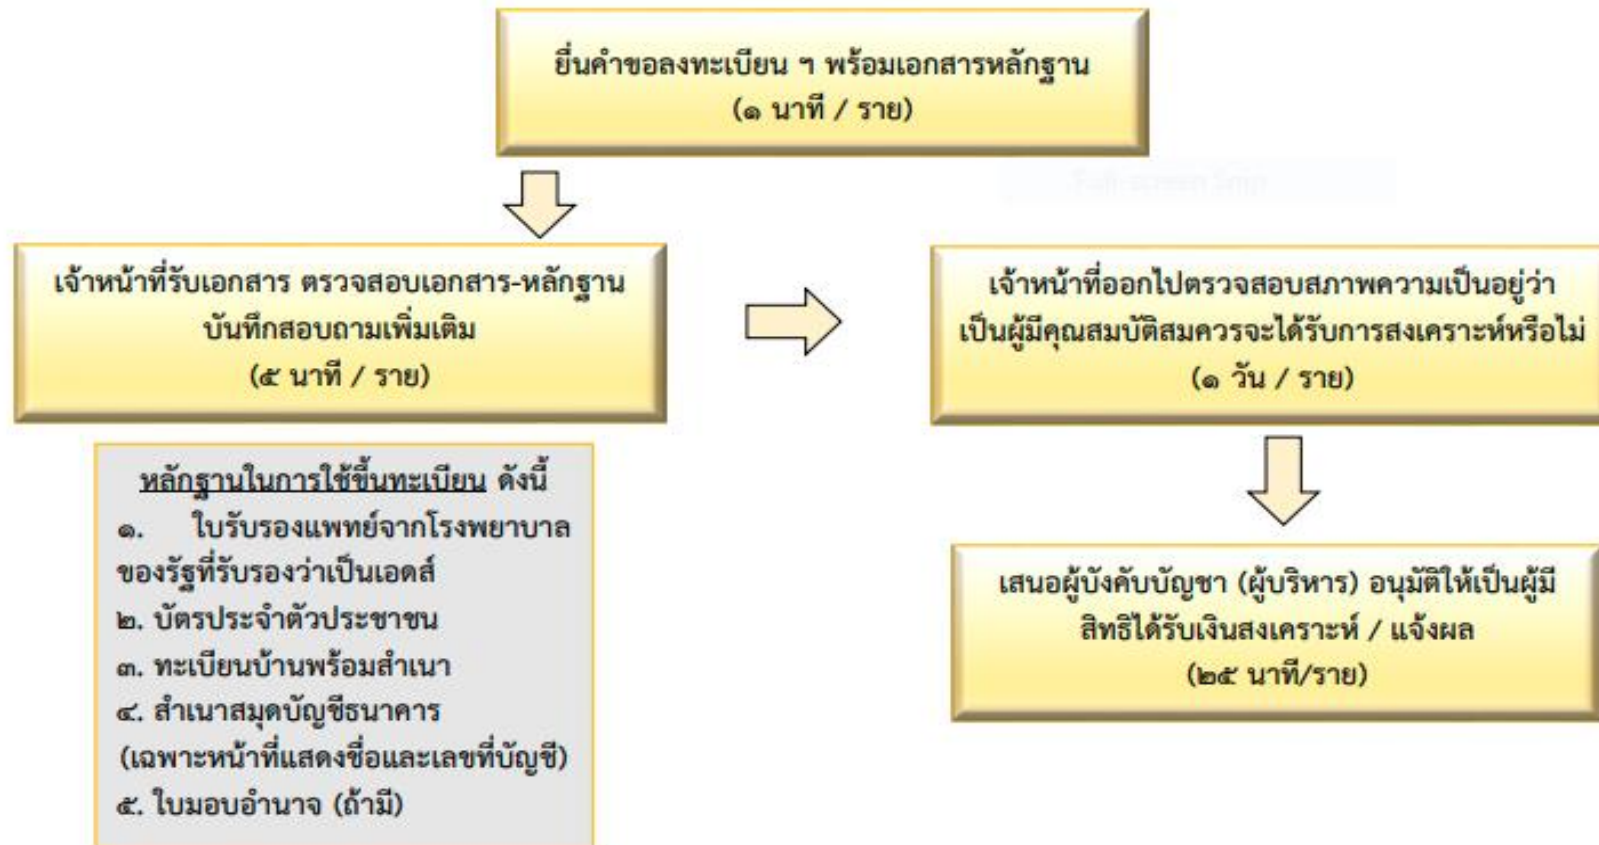 ยื่นคำขอลงทะเบียน ฯ พร้อมเอกสารหลักฐาน
(๑ นาที / ราย)
เจ้าหน้าที่รับเอกสาร ตรวจสอบเอกสาร-หลักฐาน
บันทึกสอบถามเพิ่มเติม
(๕ นาที / ราย)
เจ้าหน้าที่ออกไปตรวจสอบสภาพความเป็นอยู่ว่า
เป็นผู้มีคุณสมบัติสมควรจะได้รับการสงเคราะห์หรือไม่
(๑ วัน / ราย)
หลักฐานในการใช้ขึ้นทะเบียน ดังนี้
๑. ใบรับรองแพทย์จากโรงพยาบาล
ของรัฐที่รับรองว่าเป็นเอดส์
๒. บัตรประจำตัวประชาชน
๓. ทะเบียนบ้านพร้อมสำเนา
๔. สำเนาสมุดบัญชีธนาคาร
(เฉพาะหน้าที่แสดงชื่อและเลขที่บัญชี)
๕. ใบมอบอำนาจ (ถ้ามี)
เสนอผู้บังคับบัญชา (ผู้บริหาร) อนุมัติให้เป็นผู้มี
สิทธิได้รับเงินสงเคราะห์ / แจ้งผล
(๒๕ นาที/ราย)